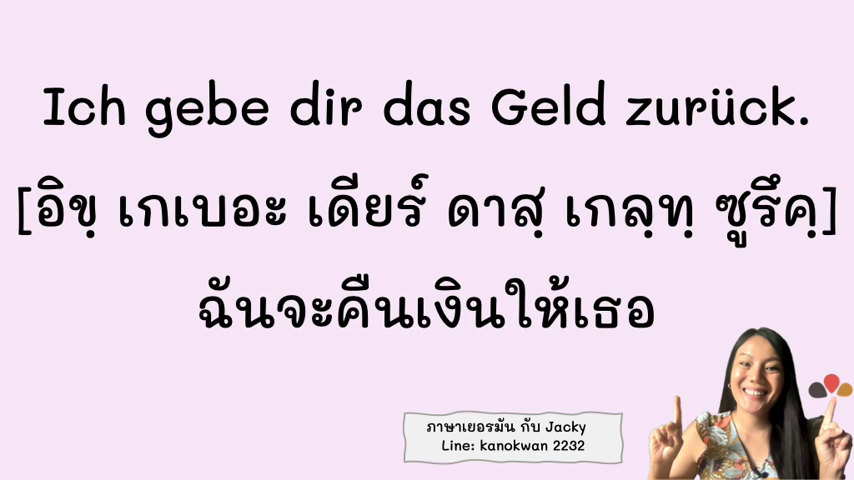 Ich gebe dir das Geld zurück.
[อิขฺ เกเบอะ เดียร์ ดาสฺ เกลฺทฺ ซูรึคฺ]
ฉันจะคืนเงินให้เธอ
ภาษาเยอรมัน กับ Jacky
Line: kanokwan 2232